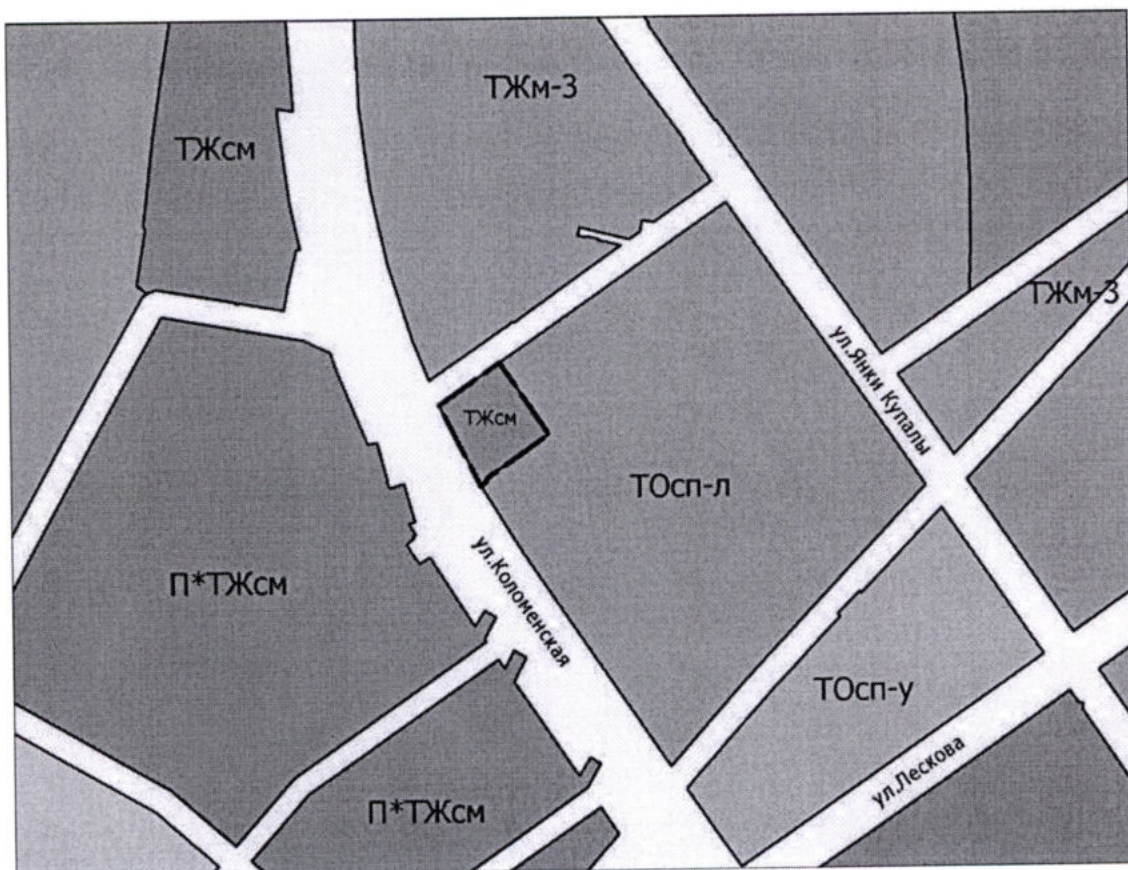 ТЖм-3
ТЖсм
ТЖм-3
ул.Янки Купалы
ТЖсм
ТОсп-л
ул.Коломенская
П*ТЖсм
ТОсп-у
ул.Лескова
П*ТЖсм